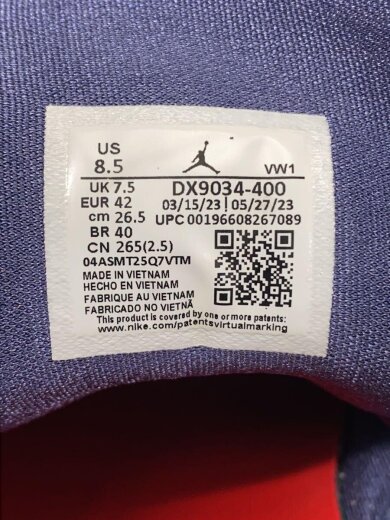 US
8.5
VW1
UK 7.5
DX9034-400
EUR 42
03/15/23 | 05/27/23
cm 26.5
UPC 00196608267089
BR 40
CN 265(2.5)
04ASMT25Q7VTM
MADE IN VIETNAM
HECHO EN VIETNAM
FABRIQUE AU VIETNAM
FABRICADO NO VIETNÃ
This product is covered by one or more patents:
www.nike.com/patentsvirtualmarking